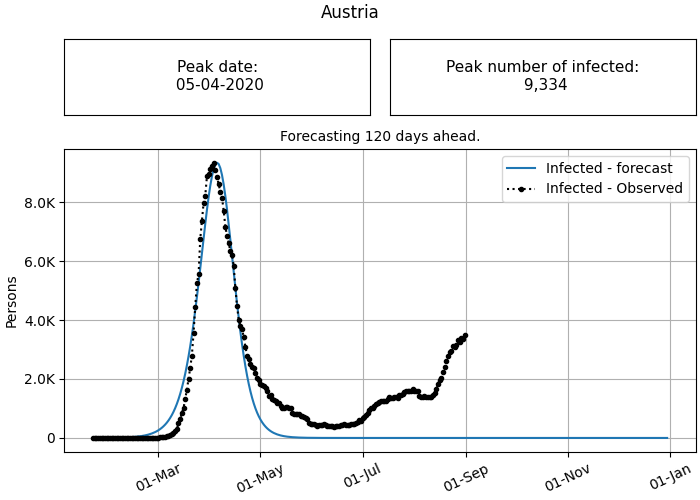 Austria
Peak date:
05-04-2020
Peak number of infected:
9,334
Forecasting 120 days ahead.
Infected - forecast
Infected - Observed
8.0K
6.0K
4.0K
2.0K
0
Persons
01-Mar
01-May
01-Jul
01-Sep
01-Nov
01-Jan